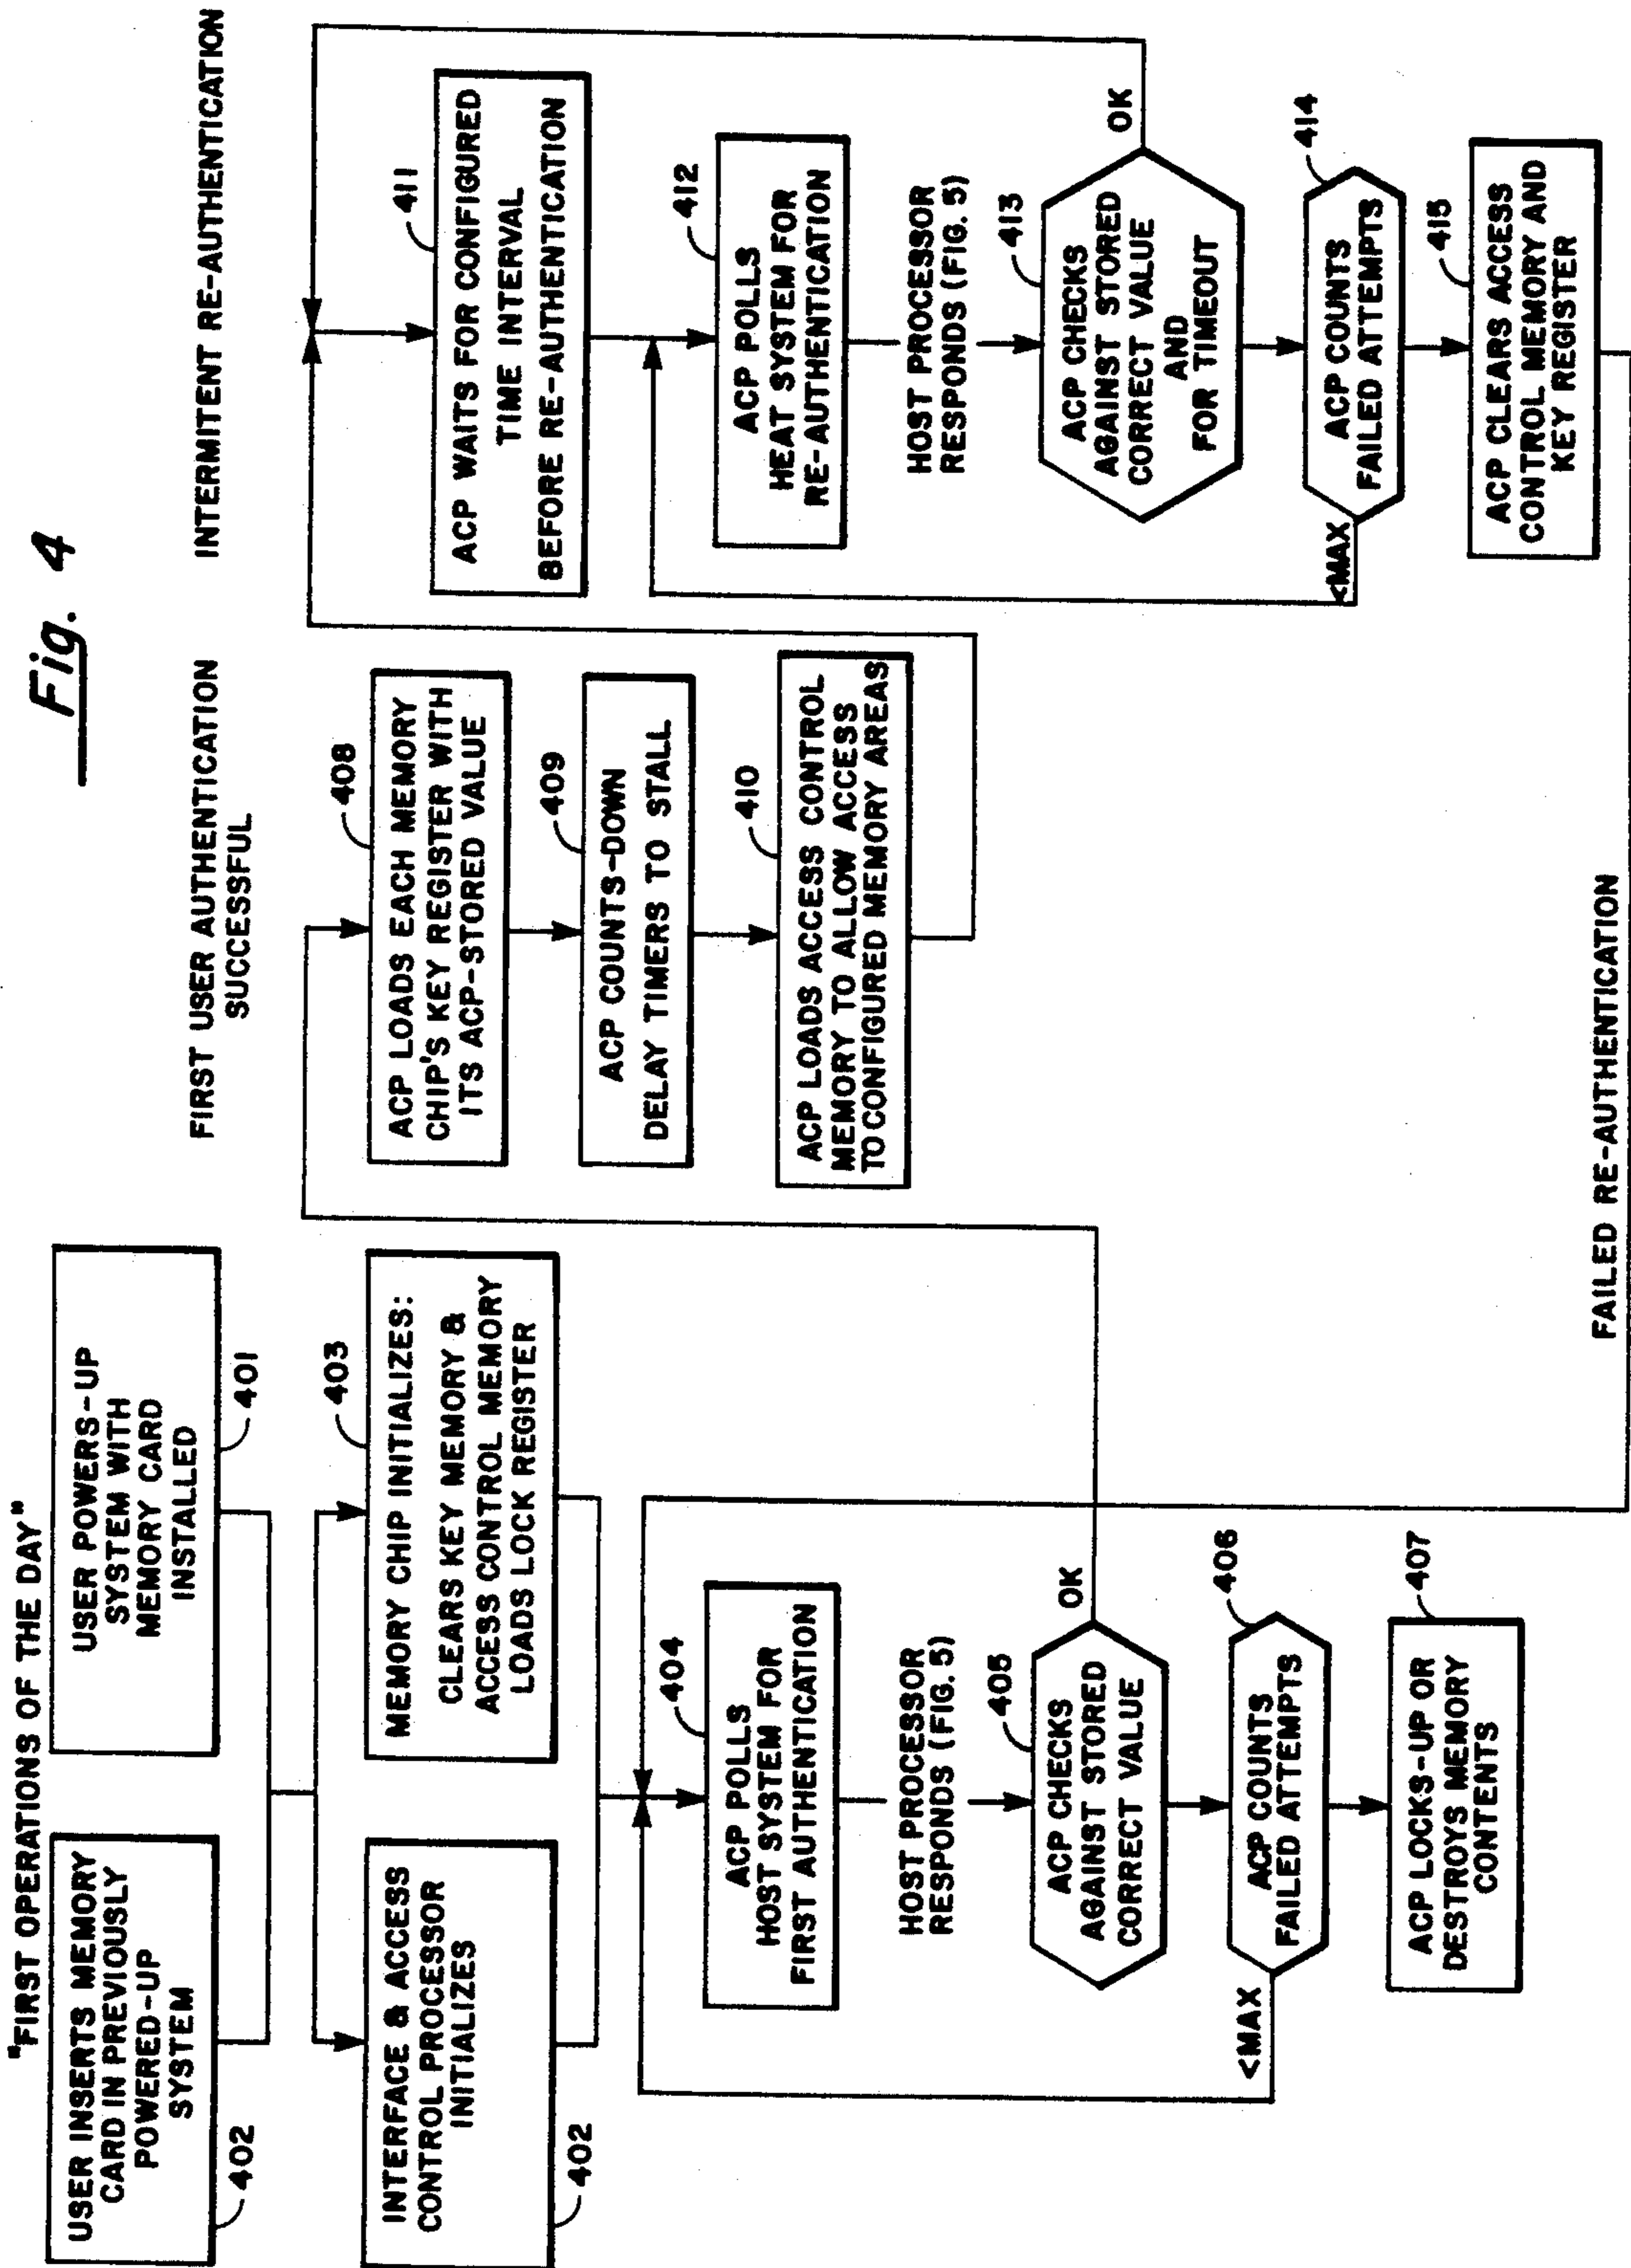 Fig. 4
"FIRST OPERATIONS OF THE DAY"
USER INSERTS MEMORY
CARD IN PREVIOUSLY
POWERED-UP
SYSTEM
402
USER POWERS-UP
SYSTEM WITH
MEMORY CARD
INSTALLED
401
INTERFACE & ACCESS
CONTROL PROCESSOR
INITIALIZES
402
MEMORY CHIP INITIALIZES:
CLEARS KEY MEMORY &
ACCESS CONTROL MEMORY
LOADS LOCK REGISTER
403
ACP POLLS
HOST SYSTEM FOR
FIRST AUTHENTICATION
404
HOST PROCESSOR
RESPONDS (FIG. 5)
ACP CHECKS
AGAINST STORED
CORRECT VALUE
405
OK
<MAX
ACP COUNTS
FAILED ATTEMPTS
406
ACP LOCKS-UP OR
DESTROYS MEMORY
CONTENTS
407
FIRST USER AUTHENTICATION
SUCCESSFUL
ACP LOADS EACH MEMORY
CHIP'S KEY REGISTER WITH
ITS ACP-STORED VALUE
408
ACP COUNTS-DOWN
DELAY TIMERS TO STALL
409
ACP LOADS ACCESS CONTROL
MEMORY TO ALLOW ACCESS
TO CONFIGURED MEMORY AREAS
410
INTERMITENT RE-AUTHENTICATION
ACP WAITS FOR CONFIGURED
TIME INTERVAL
BEFORE RE-AUTHENTICATION
411
ACP POLLS
HEAT SYSTEM FOR
RE-AUTHENTICATION
412
HOST PROCESSOR
RESPONDS (FIG. 5)
ACP CHECKS
AGAINST STORED
CORRECT VALUE
AND
FOR TIMEOUT
413
OK
<MAX
ACP COUNTS
FAILED ATTEMPTS
414
ACP CLEARS ACCESS
CONTROL MEMORY AND
KEY REGISTER
415
FAILED RE-AUTHENTICATION